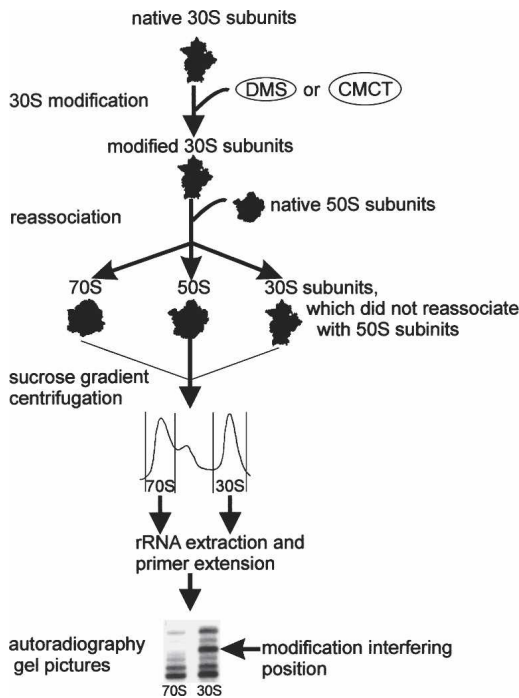 native 30S subunits
DMS or CMCT
30S modification
modified 30S subunits
native 50S subunits
reassociation
70S 50S 30S subunits,
which did not reassociate
with 50S subinits
sucrose gradient
centrifugation
70S 30S
rRNA extraction and
primer extension
autoradiography
gel pictures
modification interfering
position
70S 30S